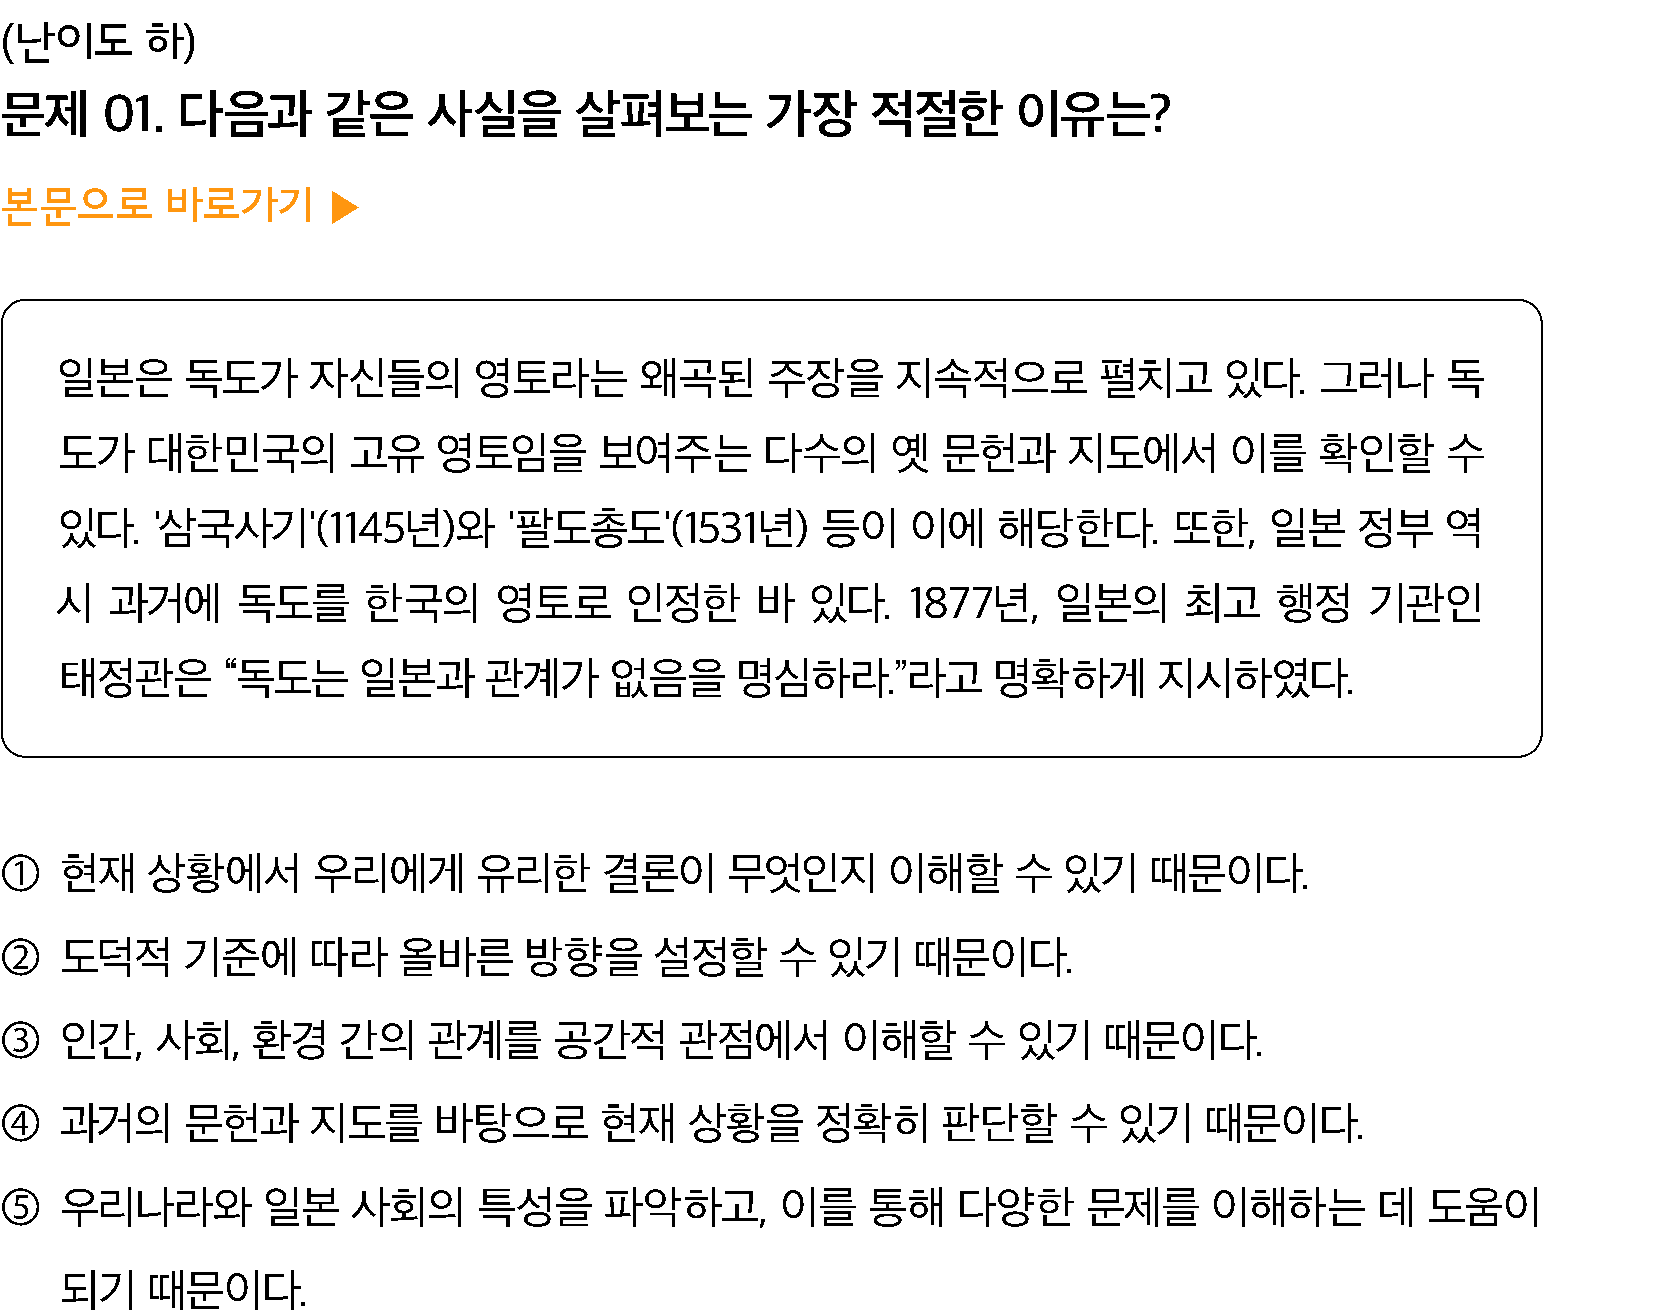 (난이도 하)
문제 01. 다음과 같은 사실을 살펴보는 가장 적절한 이유는?
본문으로 바로가기 ▶
일본은 독도가 자신들의 영토라는 왜곡된 주장을 지속적으로 펼치고 있다. 그러나 독
도가 대한민국의 고유 영토임을 보여주는 다수의 옛 문헌과 지도에서 이를 확인할 수
있다. '삼국사기'(1145년)와 '팔도총도'(1531년) 등이 이에 해당한다. 또한, 일본 정부 역
시 과거에 독도를 한국의 영토로 인정한 바 있다. 1877년, 일본의 최고 행정 기관인
태정관은 “독도는 일본과 관계가 없음을 명심하라.”라고 명확하게 지시하였다.
① 현재 상황에서 우리에게 유리한 결론이 무엇인지 이해할 수 있기 때문이다.
② 도덕적 기준에 따라 올바른 방향을 설정할 수 있기 때문이다.
③ 인간, 사회, 환경 간의 관계를 공간적 관점에서 이해할 수 있기 때문이다.
④ 과거의 문헌과 지도를 바탕으로 현재 상황을 정확히 판단할 수 있기 때문이다.
⑤ 우리나라와 일본 사회의 특성을 파악하고, 이를 통해 다양한 문제를 이해하는 데 도움이
되기 때문이다.